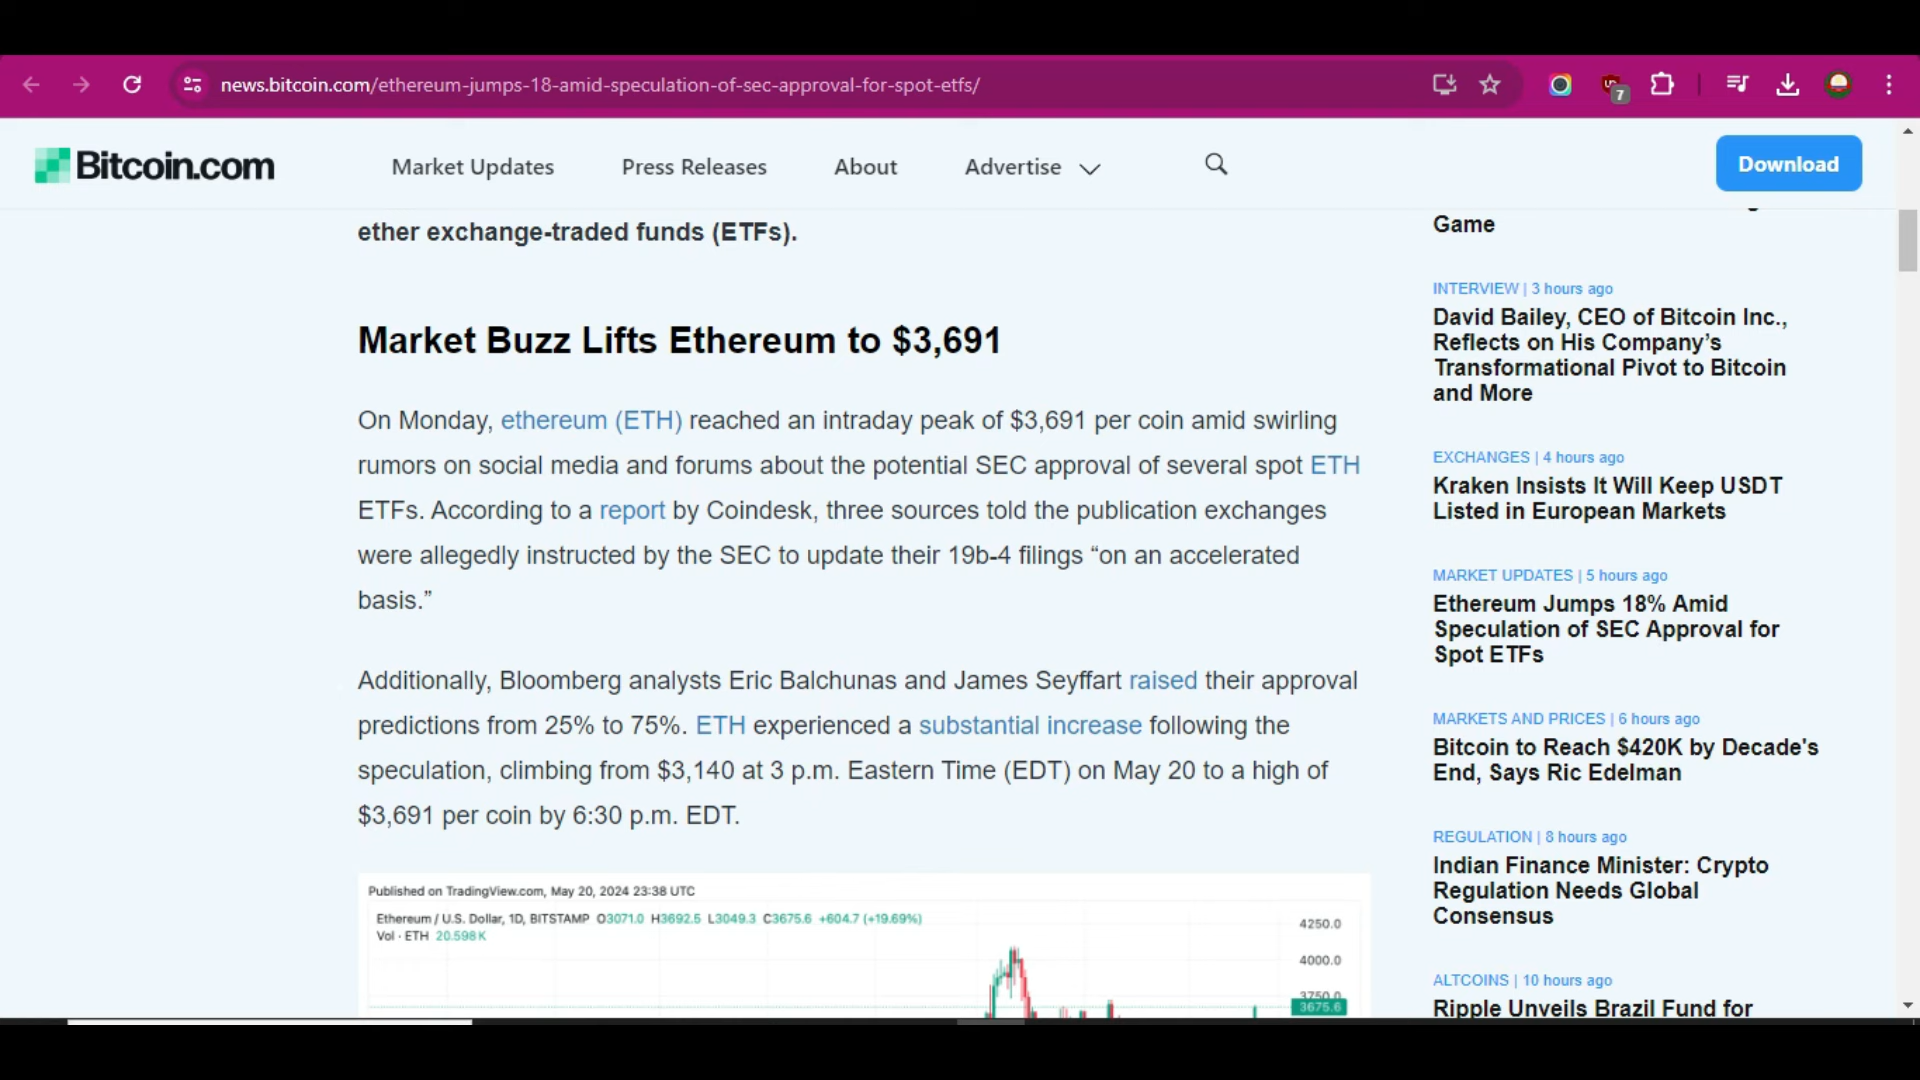 news.bitcoin.com/ethereum-jumps-18-amid-speculation-of-sec-approval-for-spot-etfs/
7
Bitcoin.com
Market Updates
Press Releases
About
Advertise
Download
ether exchange-traded funds (ETFs).
Market Buzz Lifts Ethereum to $3,691
On Monday, ethereum (ETH) reached an intraday peak of $3,691 per coin amid swirling
rumors on social media and forums about the potential SEC approval of several spot ETH
ETFs. According to a report by Coindesk, three sources told the publication exchanges
were allegedly instructed by the SEC to update their 19b-4 filings “on an accelerated
basis.”
Additionally, Bloomberg analysts Eric Balchunas and James Seyffart raised their approval
predictions from 25% to 75%. ETH experienced a substantial increase following the
speculation, climbing from $3,140 at 3 p.m. Eastern Time (EDT) on May 20 to a high of
$3,691 per coin by 6:30 p.m. EDT.
Published on TradingView.com, May 20, 2024 23:38 UTC
Ethereum / U.S. Dollar, 1D, BITSTAMP O3071.0 H3692.5 L3049.3 C3675.6 +604.7 (+19.69%)
Vol · ETH 20.598K
4250.0
4000.0
3750.0
3675.6
Game
INTERVIEW | 3 hours ago
David Bailey, CEO of Bitcoin Inc.,
Reflects on His Company’s
Transformational Pivot to Bitcoin
and More
EXCHANGES | 4 hours ago
Kraken Insists It Will Keep USDT
Listed in European Markets
MARKET UPDATES | 5 hours ago
Ethereum Jumps 18% Amid
Speculation of SEC Approval for
Spot ETFs
MARKETS AND PRICES | 6 hours ago
Bitcoin to Reach $420K by Decade's
End, Says Ric Edelman
REGULATION | 8 hours ago
Indian Finance Minister: Crypto
Regulation Needs Global
Consensus
ALTCOINS | 10 hours ago
Ripple Unveils Brazil Fund for